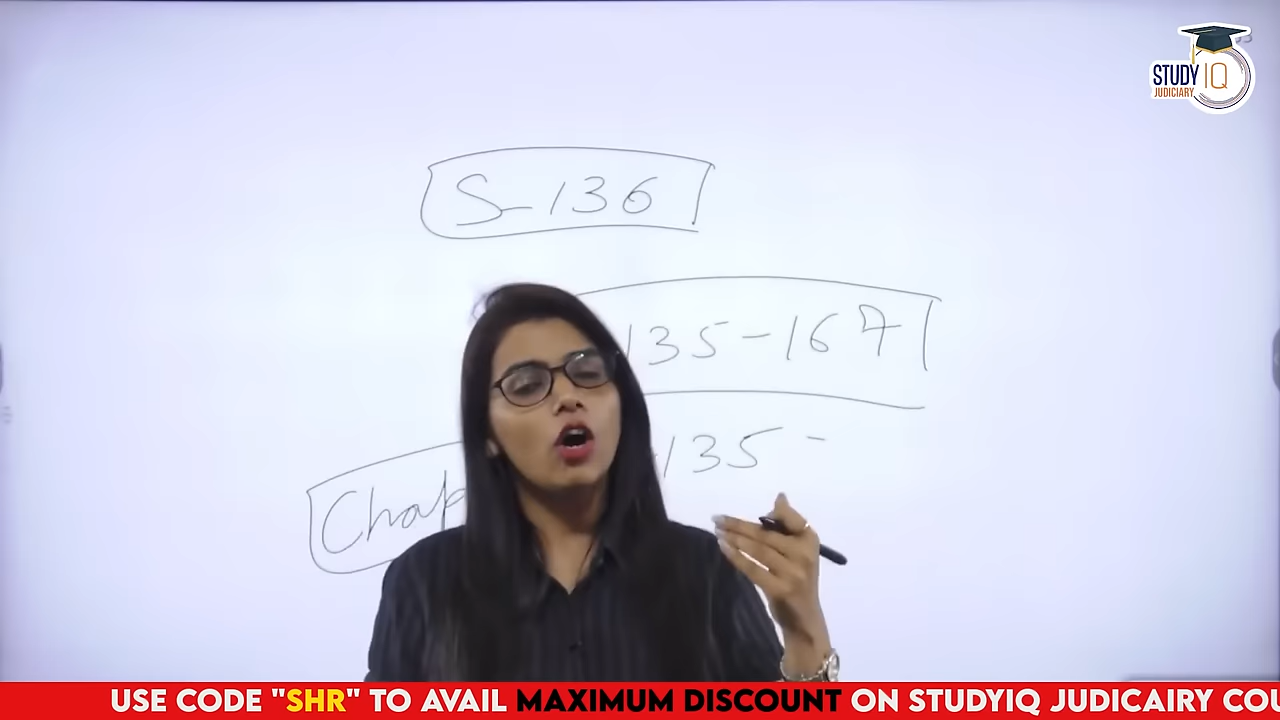 STUDY IQ
JUDICIARY
S-136
135-167
135-
Chap
USE CODE "SHR" TO AVAIL MAXIMUM DISCOUNT ON STUDYIQ JUDICAIRY COU